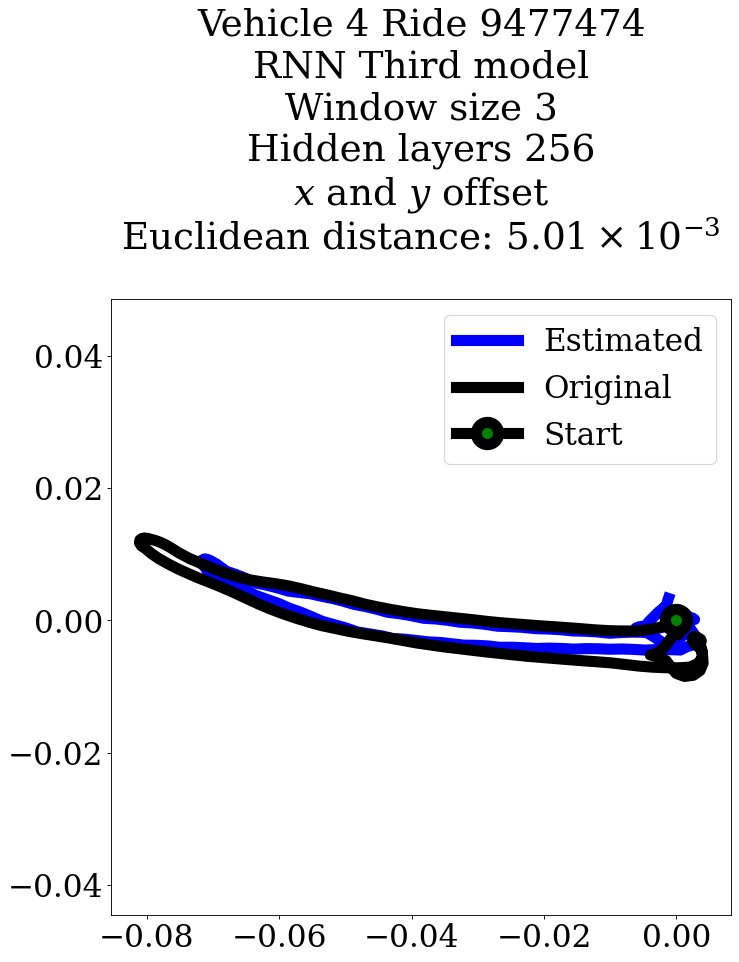 Vehicle 4 Ride 9477474
RNN Third model
Window size 3
Hidden layers 256
x and y offset
Euclidean distance: 5.01 × 10⁻³
Estimated
Original
Start
0.04
0.02
0.00
−0.02
−0.04
−0.08 −0.06 −0.04 −0.02 0.00